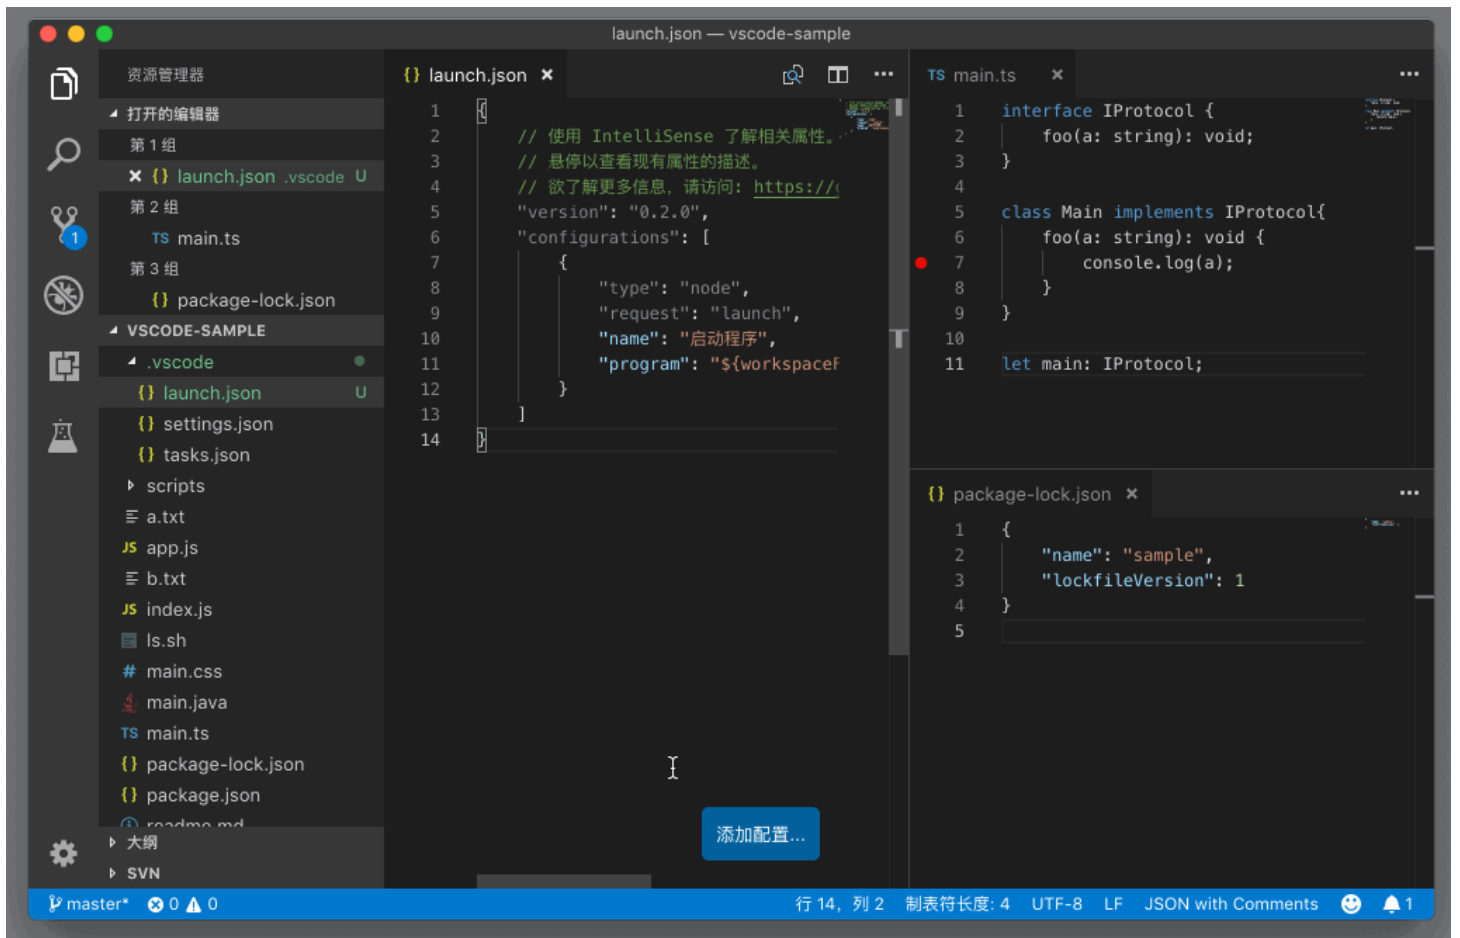 launch.json — vscode-sample
资源管理器
打开的编辑器
第 1 组
{} launch.json .vscode U
第 2 组
TS main.ts
第 3 组
{} package-lock.json
VSCODE-SAMPLE
.vscode
{} launch.json U
{} settings.json
{} tasks.json
scripts
a.txt
JS app.js
b.txt
JS index.js
ls.sh
# main.css
main.java
TS main.ts
{} package-lock.json
{} package.json
readme.md
大纲
SVN
1
{} launch.json ×
1 {
2 // 使用 IntelliSense 了解相关属性。
3 // 悬停以查看现有属性的描述。
4 // 欲了解更多信息，请访问: https://
5 "version": "0.2.0",
6 "configurations": [
7 {
8 "type": "node",
9 "request": "launch",
10 "name": "启动程序",
11 "program": "${workspaceF
12 }
13 ]
14 }
添加配置...
TS main.ts ×
1 interface IProtocol {
2 foo(a: string): void;
3 }
4
5 class Main implements IProtocol{
6 foo(a: string): void {
7 console.log(a);
8 }
9 }
10
11 let main: IProtocol;
{} package-lock.json ×
1 {
2 "name": "sample",
3 "lockfileVersion": 1
4 }
5
master* 0 0 行 14，列 2 制表符长度: 4 UTF-8 LF JSON with Comments 1